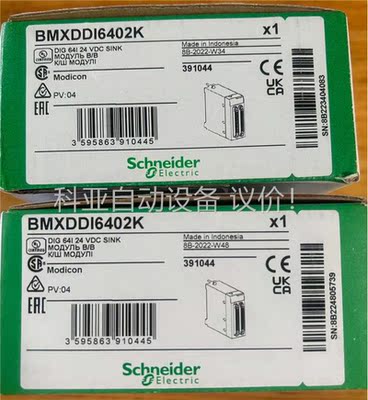 BMXDDI6402K x1
DIG 64I 24 VDC SINK
МОДУЛЬ В/В
К/Ш МОДУЛІ
Made in Indonesia
8B-2022-W34
391044
Modicon
PV:04
3 595863 910445
Schneider
Electric
SN:8B223404083
科亚自动设备 议价!
BMXDDI6402K x1
DIG 64I 24 VDC SINK
МОДУЛЬ В/В
К/Ш МОДУЛІ
Made in Indonesia
8B-2022-W48
391044
Modicon
PV:04
3 595863 910445
Schneider
Electric
SN:8B224805739